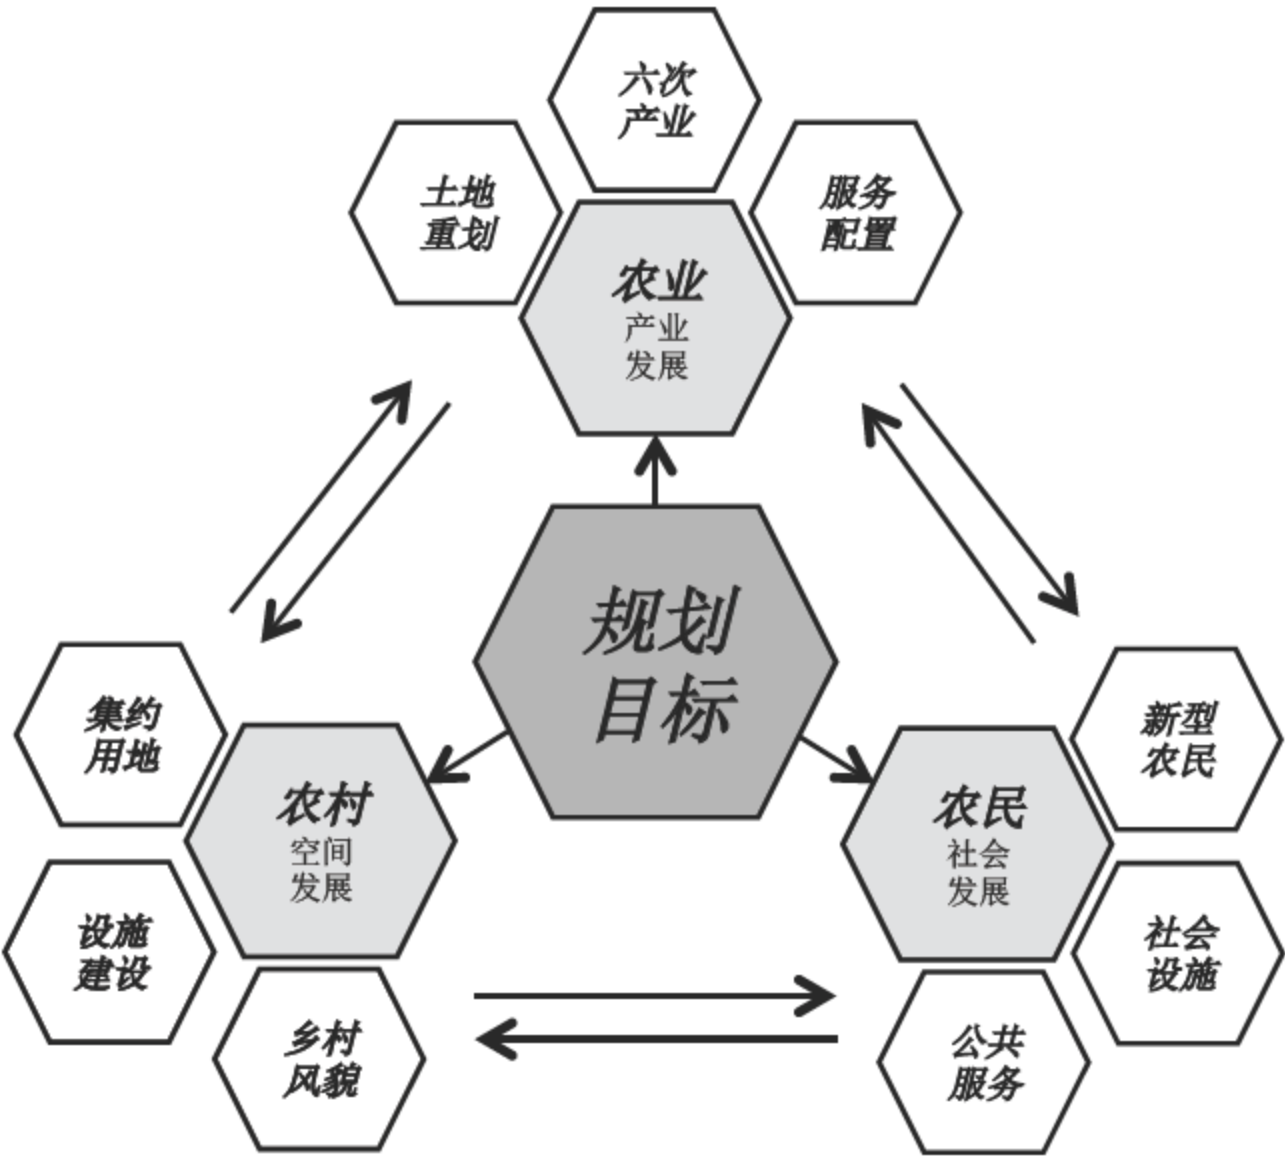 六次
产业
土地
重划
服务
配置
农业
产业
发展
规划
目标
集约
用地
农村
空间
发展
设施
建设
乡村
风貌
新型
农民
农民
社会
发展
社会
设施
公共
服务